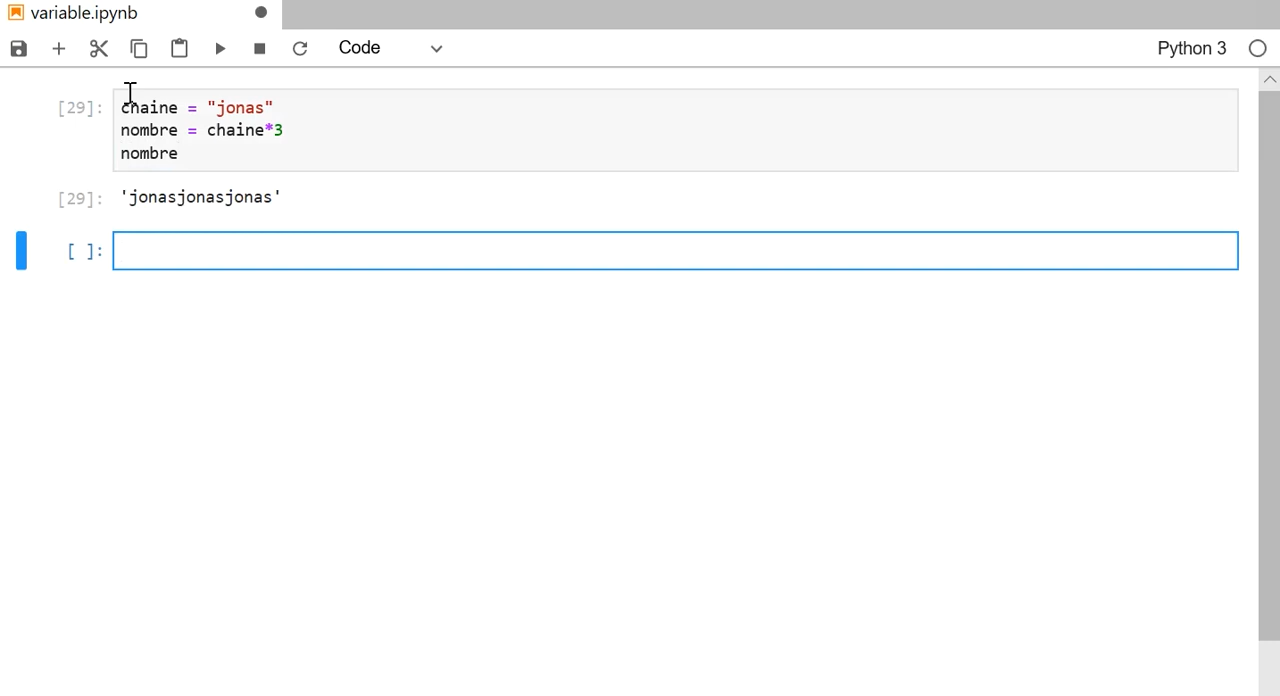 variable.ipynb
Code Python 3
[29]: chaine = "jonas"
nombre = chaine*3
nombre
[29]: 'jonasjonasjonas'
[ ]: